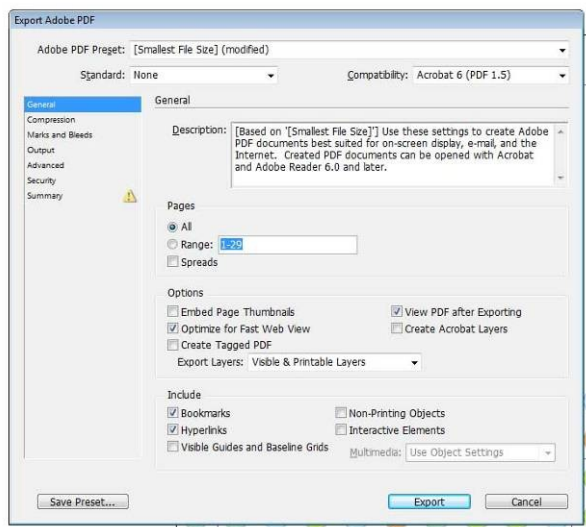 Export Adobe PDF
Adobe PDF Preset: [Smallest File Size] (modified)
Standard: None Compatibility: Acrobat 6 (PDF 1.5)
General
Compression
Marks and Bleeds
Output
Advanced
Security
Summary
General
Description: [Based on '[Smallest File Size]'] Use these settings to create Adobe
PDF documents best suited for on-screen display, e-mail, and the
Internet. Created PDF documents can be opened with Acrobat
and Adobe Reader 6.0 and later.
Pages
All
Range: 1-29
Spreads
Options
Embed Page Thumbnails View PDF after Exporting
Optimize for Fast Web View Create Acrobat Layers
Create Tagged PDF
Export Layers: Visible & Printable Layers
Include
Bookmarks Non-Printing Objects
Hyperlinks Interactive Elements
Visible Guides and Baseline Grids Multimedia: Use Object Settings
Save Preset... Export Cancel